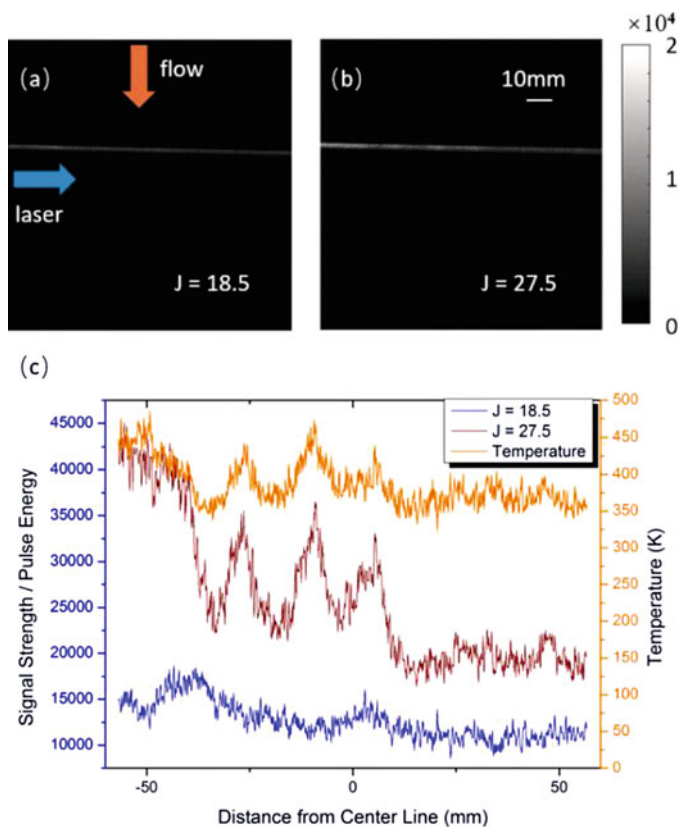 ×10⁴
(a)
flow
laser
J = 18.5
(b)
10mm
J = 27.5
2
1
0
(c)
45000
40000
35000
30000
25000
20000
15000
10000
Signal Strength / Pulse Energy
J = 18.5
J = 27.5
Temperature
500
450
400
350
300
250
200
150
100
50
0
Temperature (K)
-50
0
50
Distance from Center Line (mm)